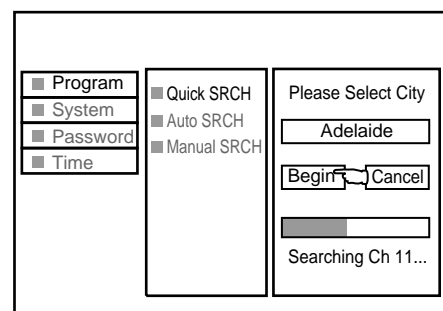 Program
System
Password
Time
Quick SRCH
Auto SRCH
Manual SRCH
Please Select City
Adelaide
Begin Cancel
Searching Ch 11...